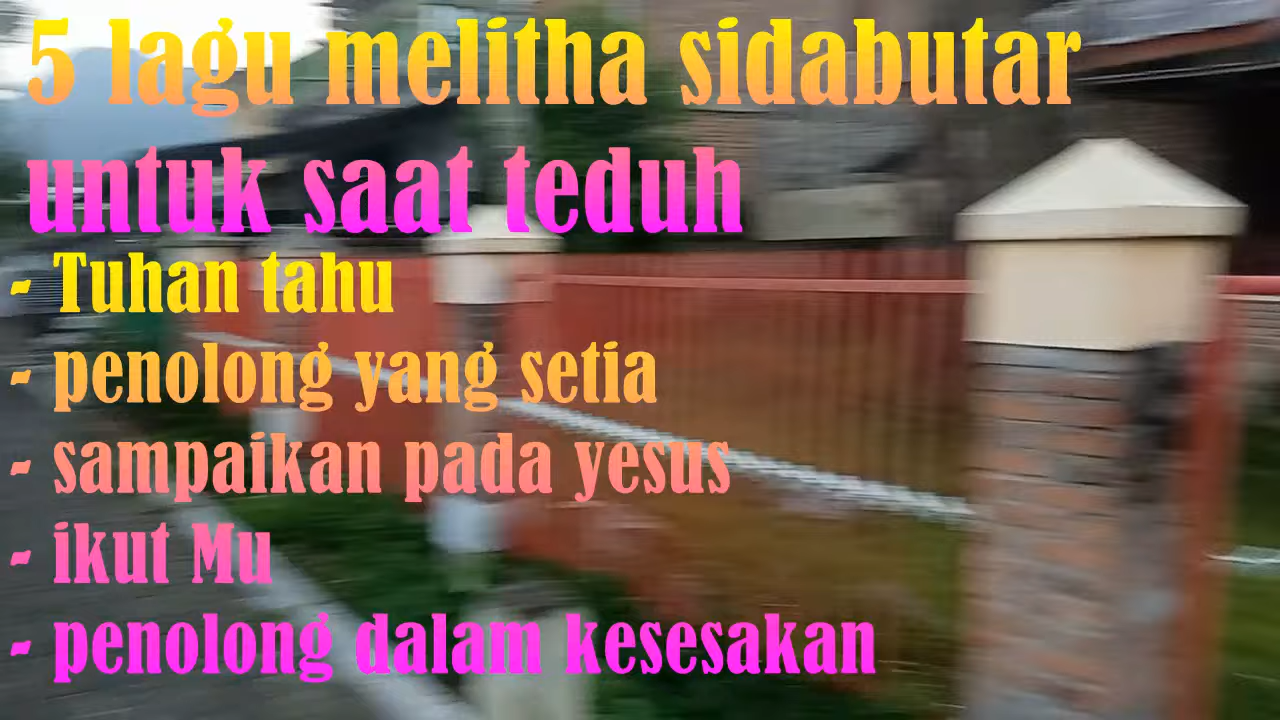 5 lagu melitha sidabutar
untuk saat teduh
- Tuhan tahu
- penolong yang setia
- sampaikan pada yesus
- ikut Mu
- penolong dalam kesesakan